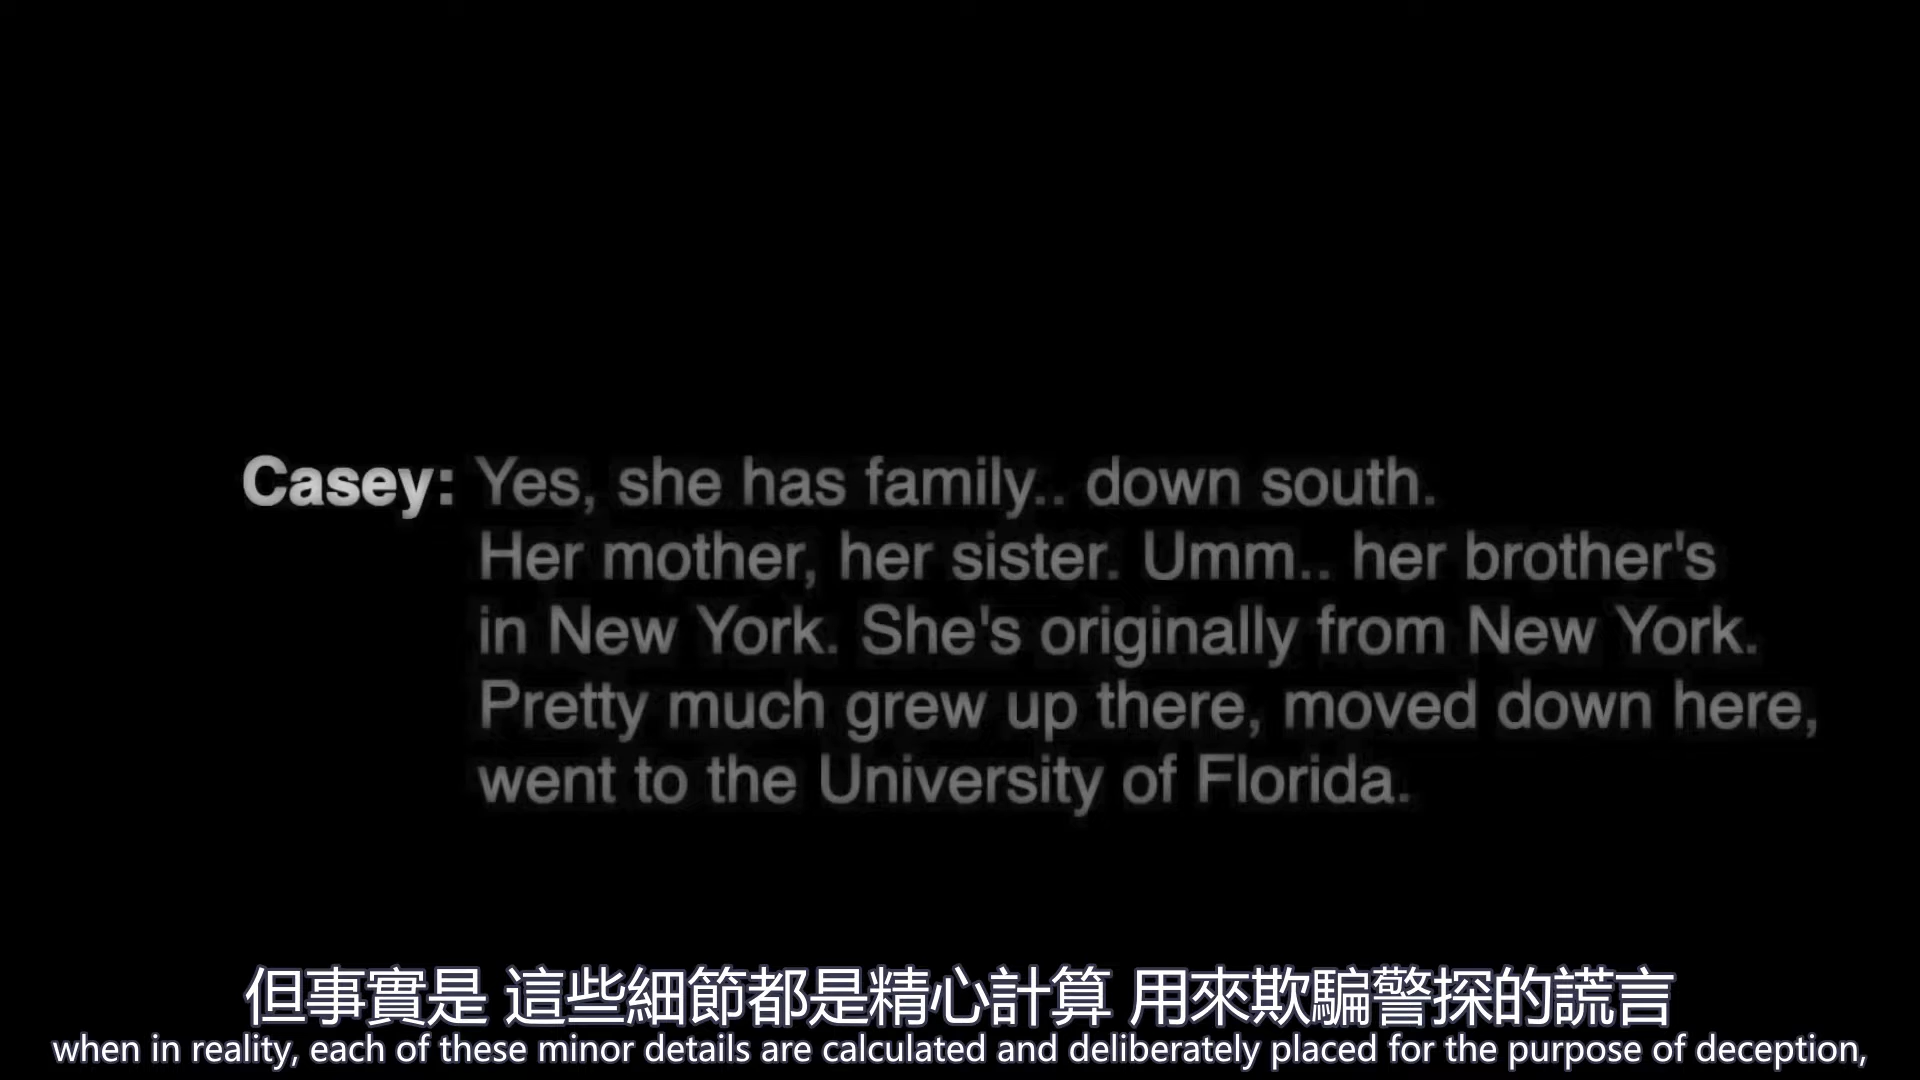 Casey: Yes, she has family.. down south.
Her mother, her sister. Umm.. her brother's
in New York. She's originally from New York.
Pretty much grew up there, moved down here,
went to the University of Florida.
但事實是 這些細節都是精心計算 用來欺騙警探的謊言
when in reality, each of these minor details are calculated and deliberately placed for the purpose of deception,